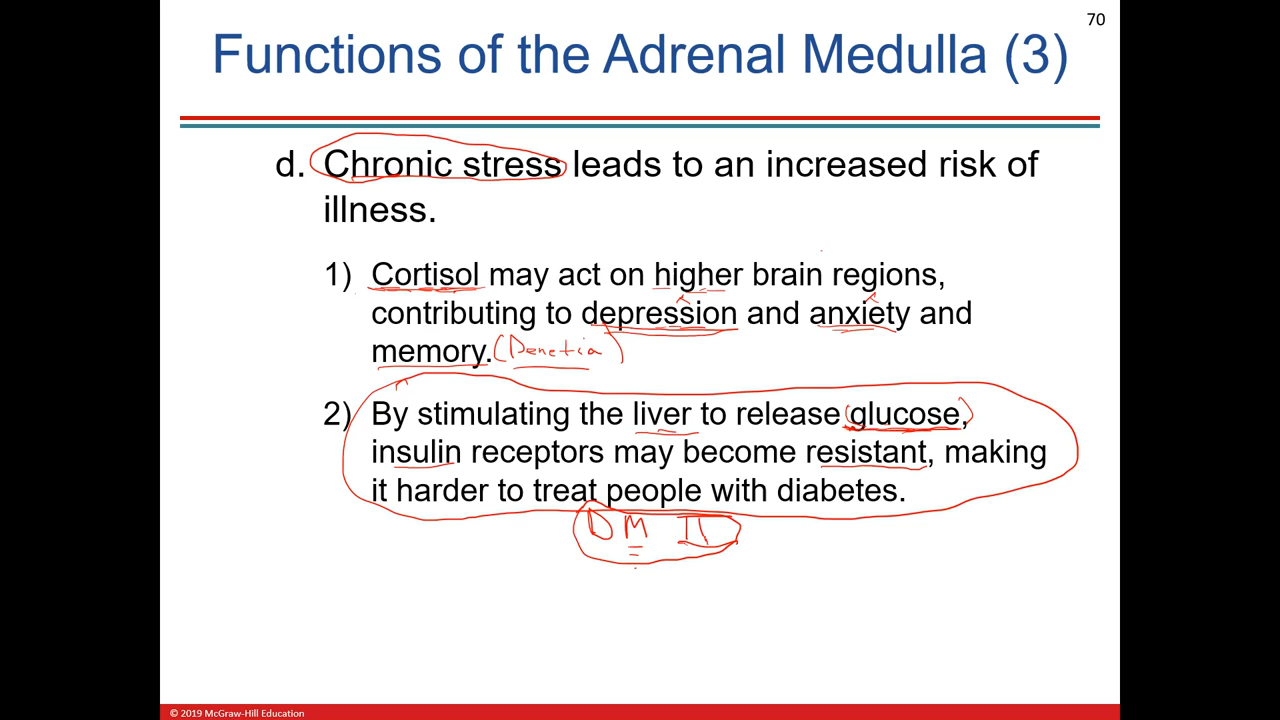 70
Functions of the Adrenal Medulla (3)
d. Chronic stress leads to an increased risk of
illness.
1) Cortisol may act on higher brain regions,
contributing to depression and anxiety and
memory. (Demetia)
2) By stimulating the liver to release (glucose,)
insulin receptors may become resistant, making
it harder to treat people with diabetes.
DM II
© 2019 McGraw-Hill Education